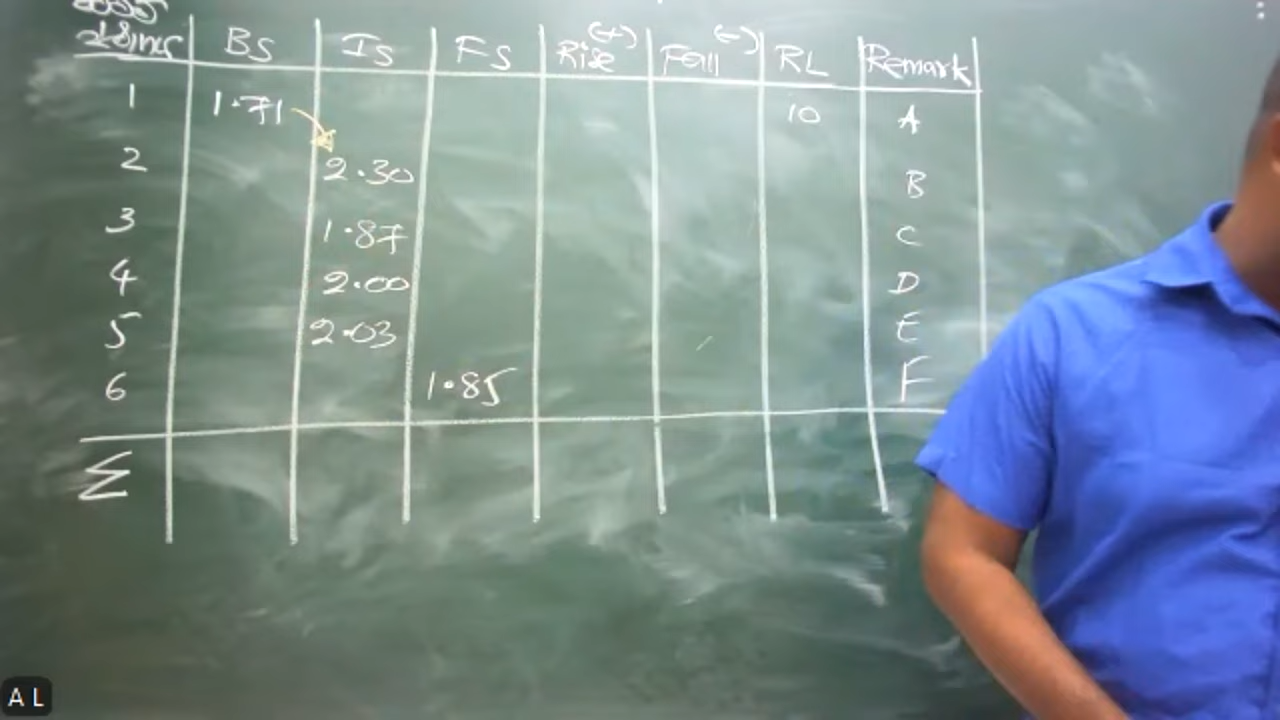 BS IS FS Rise (+) Fall (-) RL Remark
1 1.71 10 A
2 2.30 B
3 1.87 C
4 2.00 D
5 2.03 E
6 1.85 F
Σ
A L